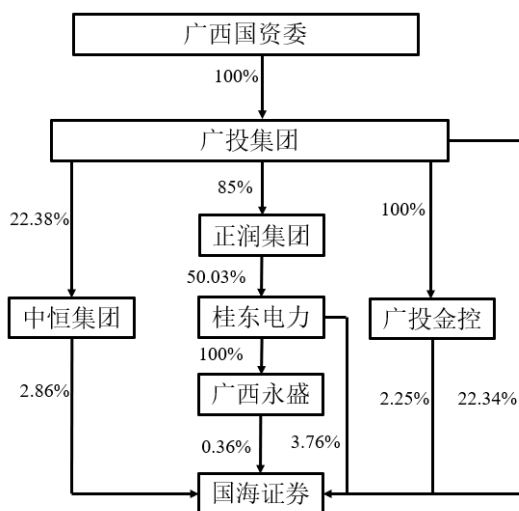 广西国资委
100%
广投集团
22.38%
85%
100%
正润集团
50.03%
中恒集团
桂东电力
广投金控
2.86%
100%
2.25%
22.34%
广西永盛
0.36%
3.76%
国海证券